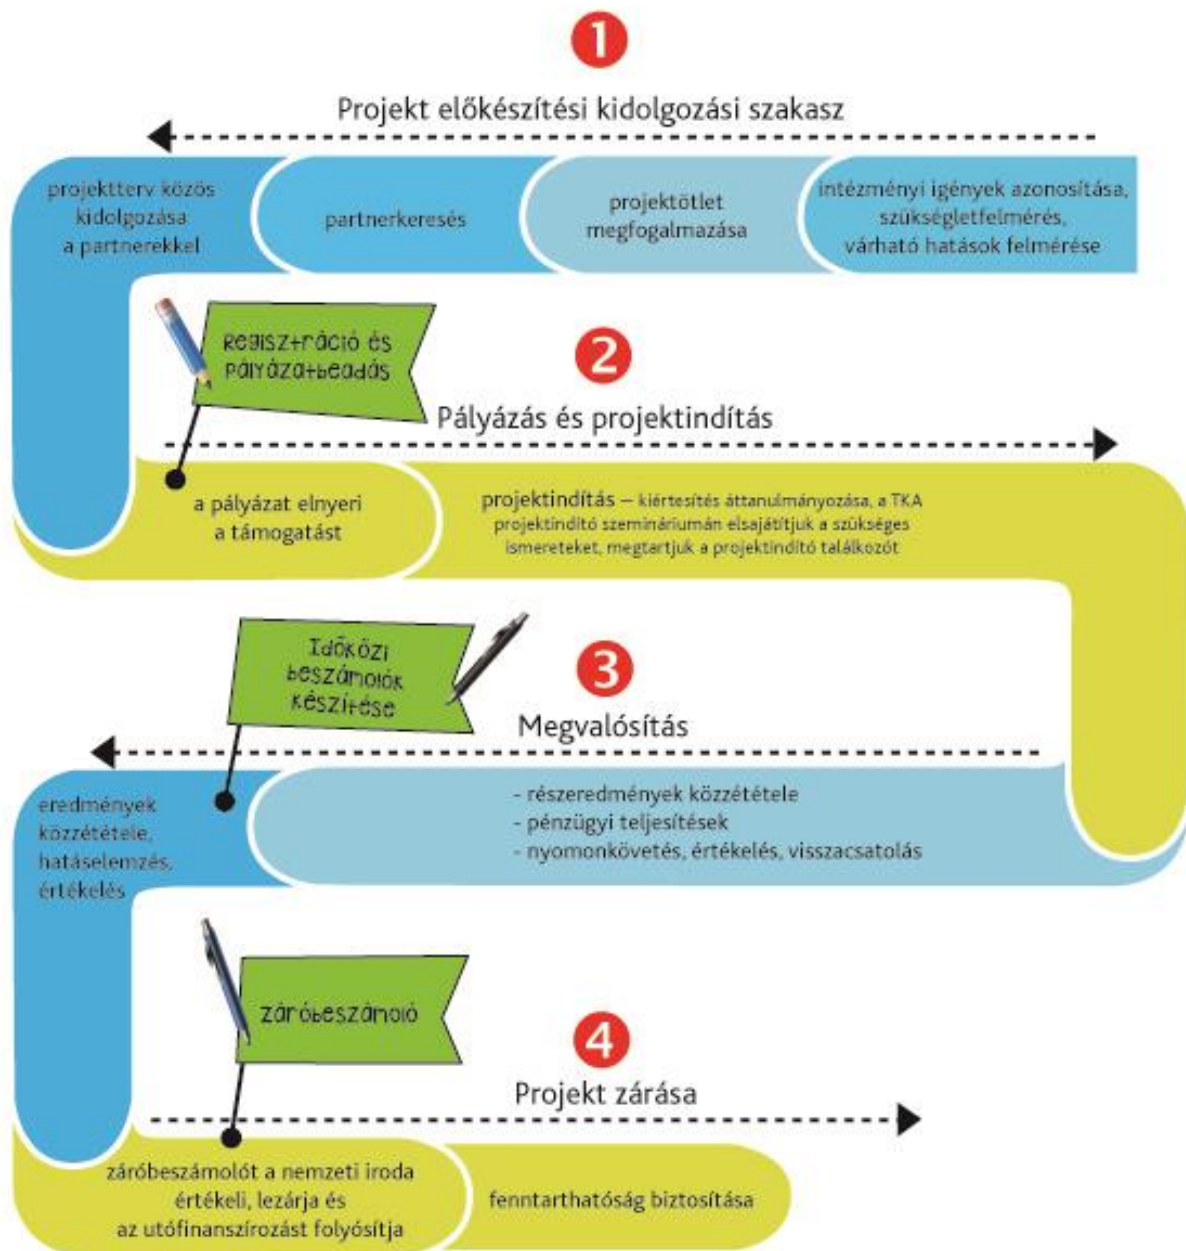 1
Projekt előkészítési kidolgozási szakasz
intézményi igények azonosítása,
szükségletfelmérés,
várható hatások felmérése
projektötlet
megfogalmazása
partnerkeresés
projektterv közös
kidolgozása
a partnerekkel
Regisztráció és
pályázatbeadás
2
Pályázás és projektindítás
a pályázat elnyeri
a támogatást
projektindítás – kiértesítés áttanulmányozása, a TKA
projektindító szemináriumán elsajátítjuk a szükséges
ismereteket, megtartjuk a projektindító találkozót
Időközi
beszámolók
készítése
3
Megvalósítás
- részeredmények közzététele
- pénzügyi teljesítések
- nyomonkövetés, értékelés, visszacsatolás
eredmények
közzététele,
hatáselemzés,
értékelés
záróbeszámoló
4
Projekt zárása
záróbeszámolót a nemzeti iroda
értékeli, lezárja és
az utófinanszírozást folyósítja
fenntarthatóság biztosítása